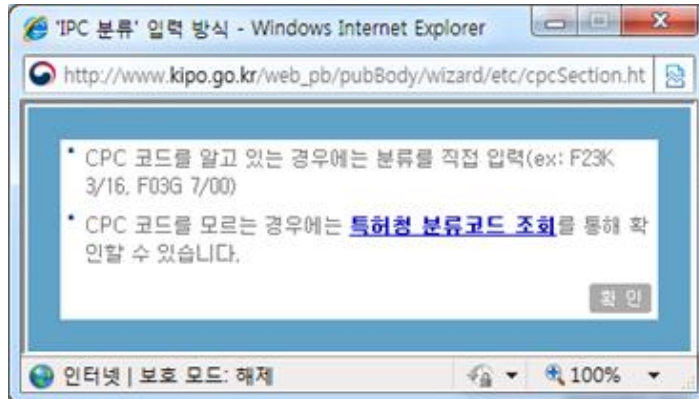 'IPC 분류' 입력 방식 - Windows Internet Explorer
http://www.kipo.go.kr/web_pb/pubBody/wizard/etc/cpcSection.ht
• CPC 코드를 알고 있는 경우에는 분류를 직접 입력(ex: F23K
3/16, F03G 7/00)
• CPC 코드를 모르는 경우에는 특허청 분류코드 조회를 통해 확
인할 수 있습니다.
확 인
인터넷 | 보호 모드: 해제
100%